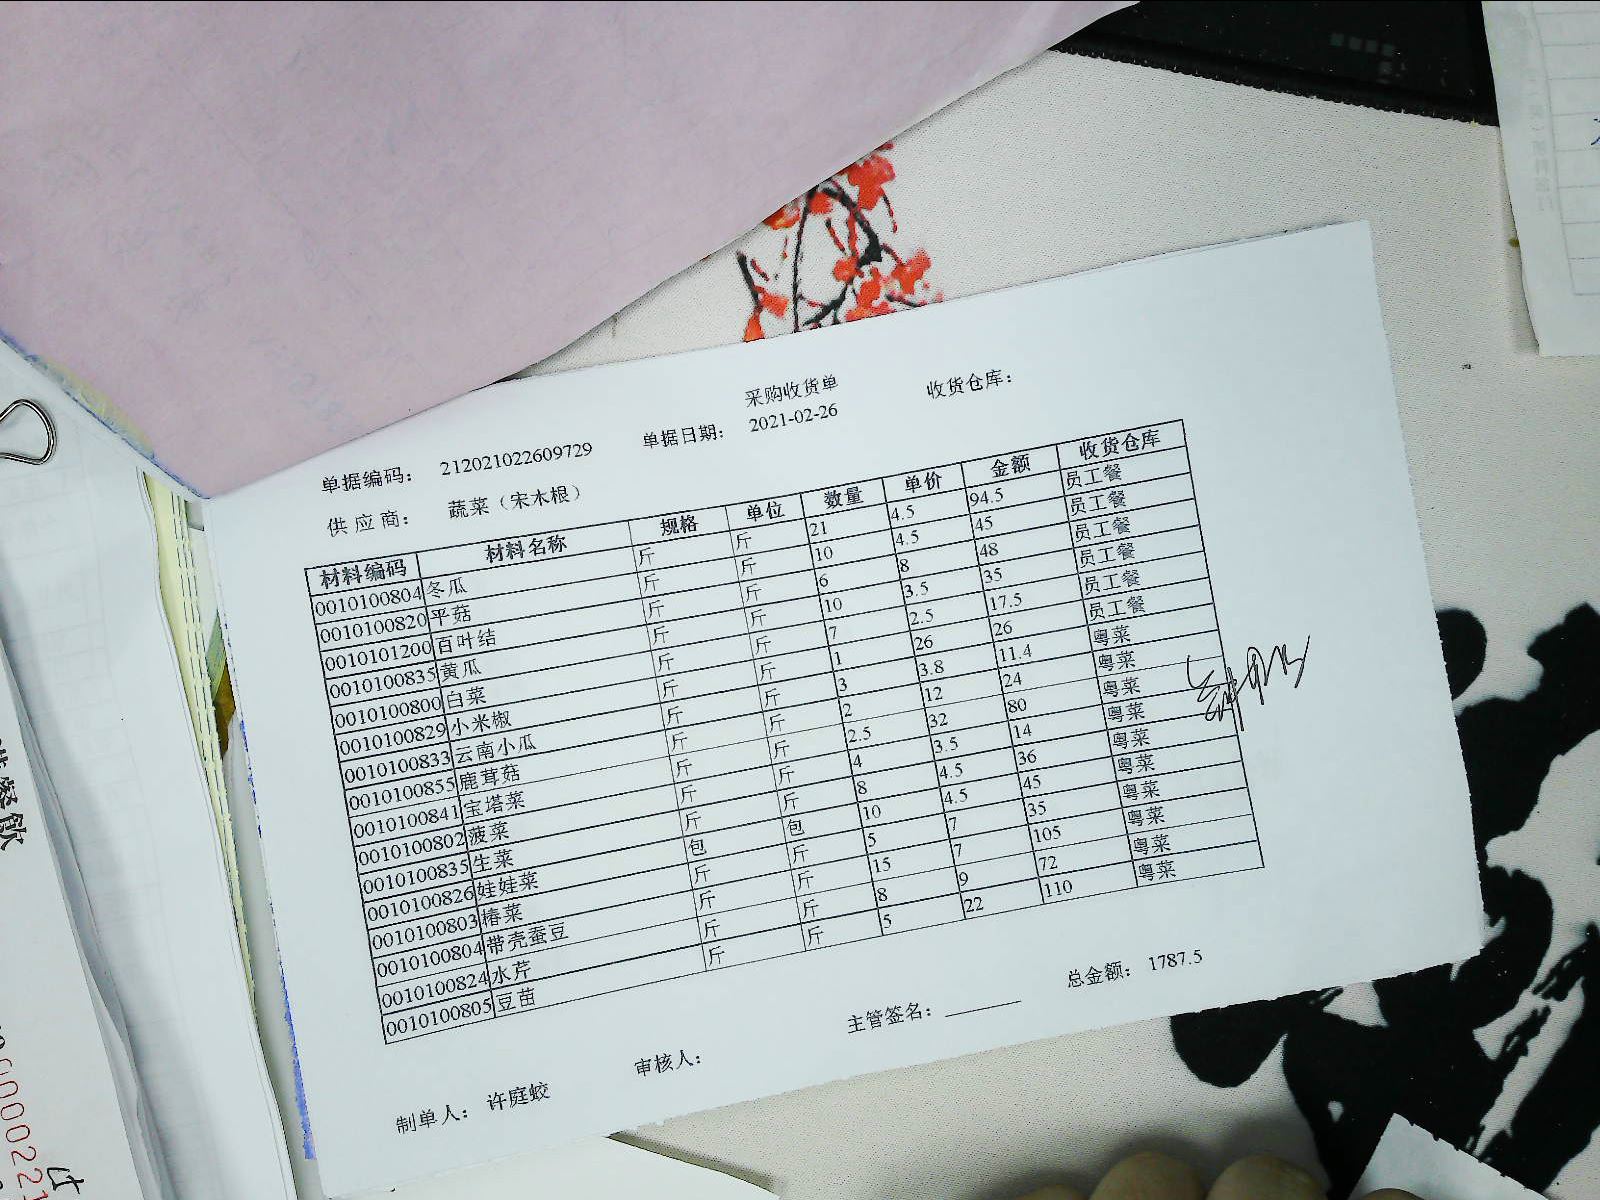 采购收货单
单据编码： 212021022609729 单据日期： 2021-02-26 收货仓库：
供 应 商： 蔬菜（宋木根）
材料编码 材料名称 规格 单位 数量 单价 金额 收货仓库
0010100804 冬瓜 斤 斤 21 4.5 94.5 员工餐
0010100820 平菇 斤 斤 10 4.5 45 员工餐
0010101200 百叶结 斤 斤 6 8 48 员工餐
0010100835 黄瓜 斤 斤 10 3.5 35 员工餐
0010100800 白菜 斤 斤 7 2.5 17.5 员工餐
0010100829 小米椒 斤 斤 1 26 26 员工餐
0010100833 云南小瓜 斤 斤 3 3.8 11.4 粤菜
0010100855 鹿茸菇 斤 斤 2 12 24 粤菜
0010100841 宝塔菜 斤 斤 2.5 32 80 粤菜
0010100802 菠菜 斤 斤 4 3.5 14 粤菜
0010100835 生菜 斤 斤 8 4.5 36 粤菜
0010100826 娃娃菜 包 包 10 4.5 45 粤菜
0010100803 椿菜 斤 斤 5 7 35 粤菜
0010100804 带壳蚕豆 斤 斤 15 7 105 粤菜
0010100824 水芹 斤 斤 8 9 72 粤菜
0010100805 豆苗 斤 斤 5 22 110 粤菜
总金额： 1787.5
制单人： 许庭蛟 审核人： 主管签名：